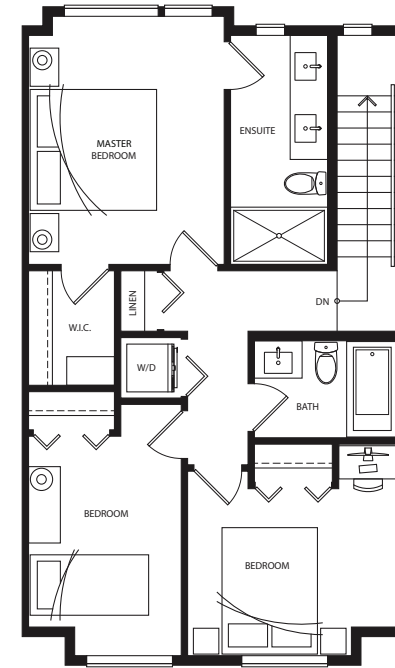 MASTER
BEDROOM
ENSUITE
LINEN
W.I.C.
DN
W/D
BATH
BEDROOM
BEDROOM